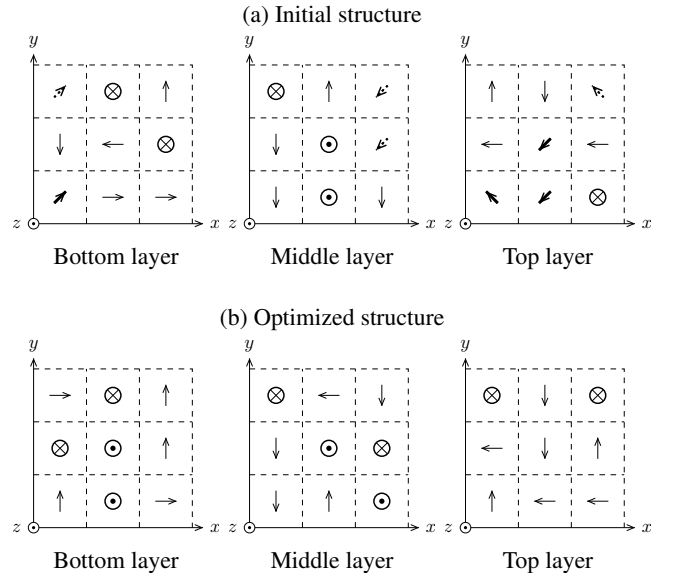 (a) Initial structure
y y y
z x z x z x
Bottom layer Middle layer Top layer
(b) Optimized structure
y y y
z x z x z x
Bottom layer Middle layer Top layer